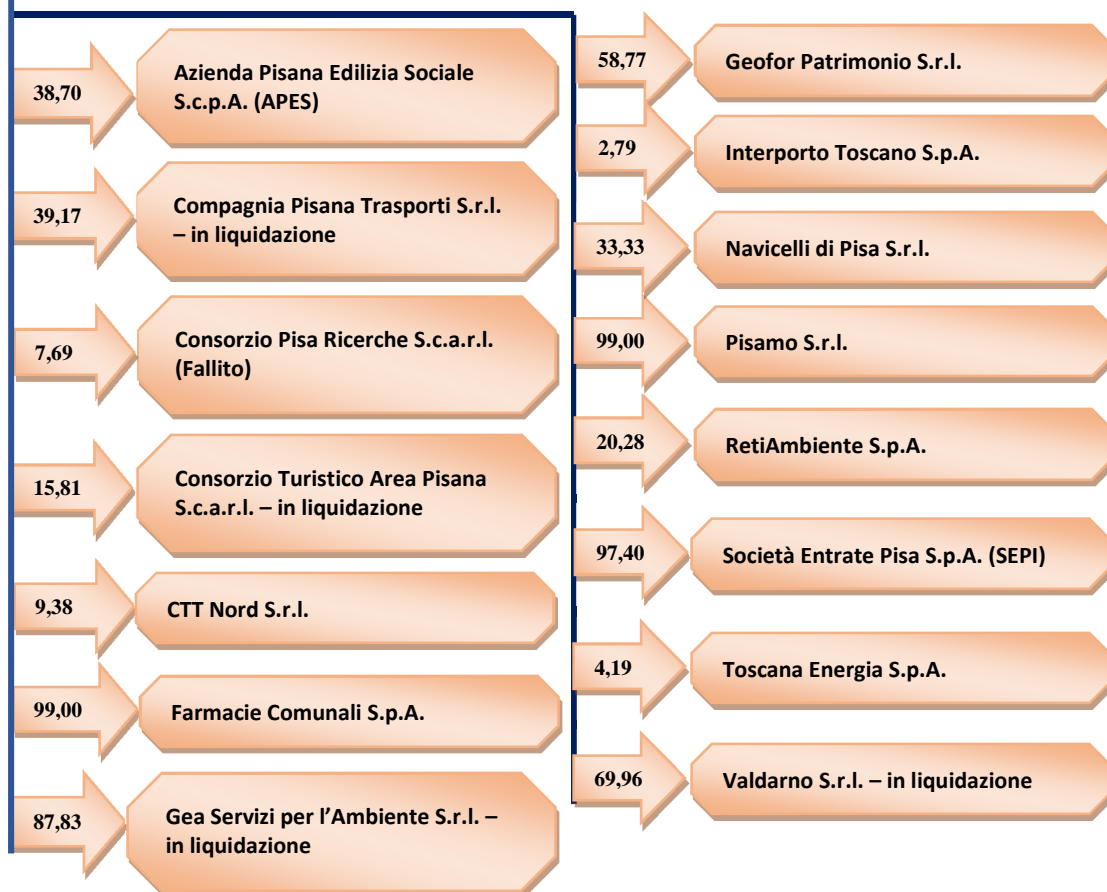 38,70
Azienda Pisana Edilizia Sociale
S.c.p.A. (APES)
39,17
Compagnia Pisana Trasporti S.r.l.
– in liquidazione
7,69
Consorzio Pisa Ricerche S.c.a.r.l.
(Fallito)
15,81
Consorzio Turistico Area Pisana
S.c.a.r.l. – in liquidazione
9,38
CTT Nord S.r.l.
99,00
Farmacie Comunali S.p.A.
87,83
Gea Servizi per l’Ambiente S.r.l. –
in liquidazione
58,77
Geofor Patrimonio S.r.l.
2,79
Interporto Toscano S.p.A.
33,33
Navicelli di Pisa S.r.l.
99,00
Pisamo S.r.l.
20,28
RetiAmbiente S.p.A.
97,40
Società Entrate Pisa S.p.A. (SEPI)
4,19
Toscana Energia S.p.A.
69,96
Valdarno S.r.l. – in liquidazione